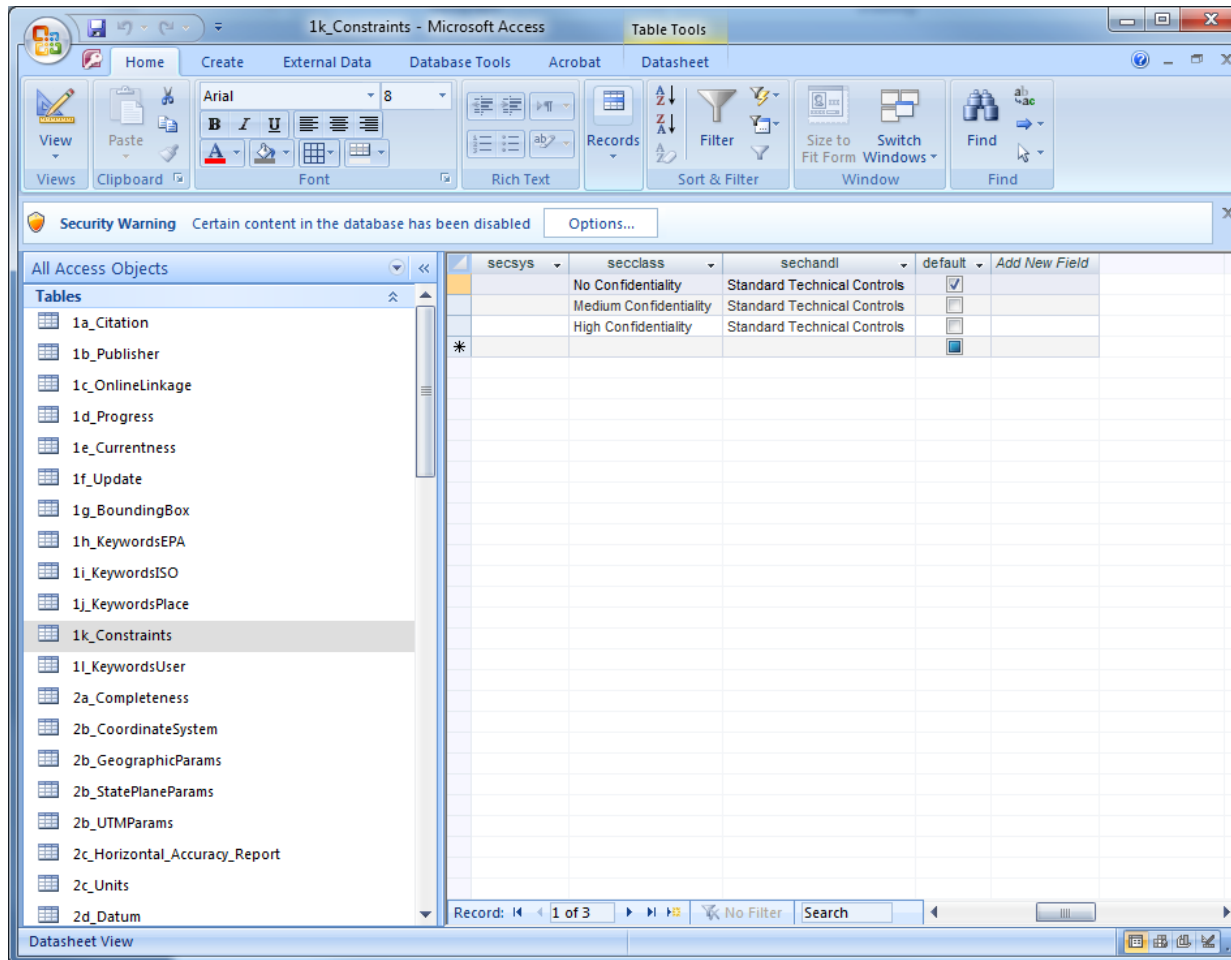 1k_Constraints - Microsoft Access
Table Tools
Home Create External Data Database Tools Acrobat Datasheet
View
Views
Paste
Clipboard
Arial 8
B I U
A
Font
Rich Text
Records
Filter
Sort & Filter
Size to Fit Form
Switch Windows
Window
Find
Find
Security Warning Certain content in the database has been disabled Options...
All Access Objects
Tables
1a_Citation
1b_Publisher
1c_OnlineLinkage
1d_Progress
1e_Currentness
1f_Update
1g_BoundingBox
1h_KeywordsEPA
1i_KeywordsISO
1j_KeywordsPlace
1k_Constraints
1l_KeywordsUser
2a_Completeness
2b_CoordinateSystem
2b_GeographicParams
2b_StatePlaneParams
2b_UTMParams
2c_Horizontal_Accuracy_Report
2c_Units
2d_Datum
secsys secclass sechandl default Add New Field
No Confidentiality Standard Technical Controls
Medium Confidentiality Standard Technical Controls
High Confidentiality Standard Technical Controls
Record: 1 of 3 No Filter Search
Datasheet View